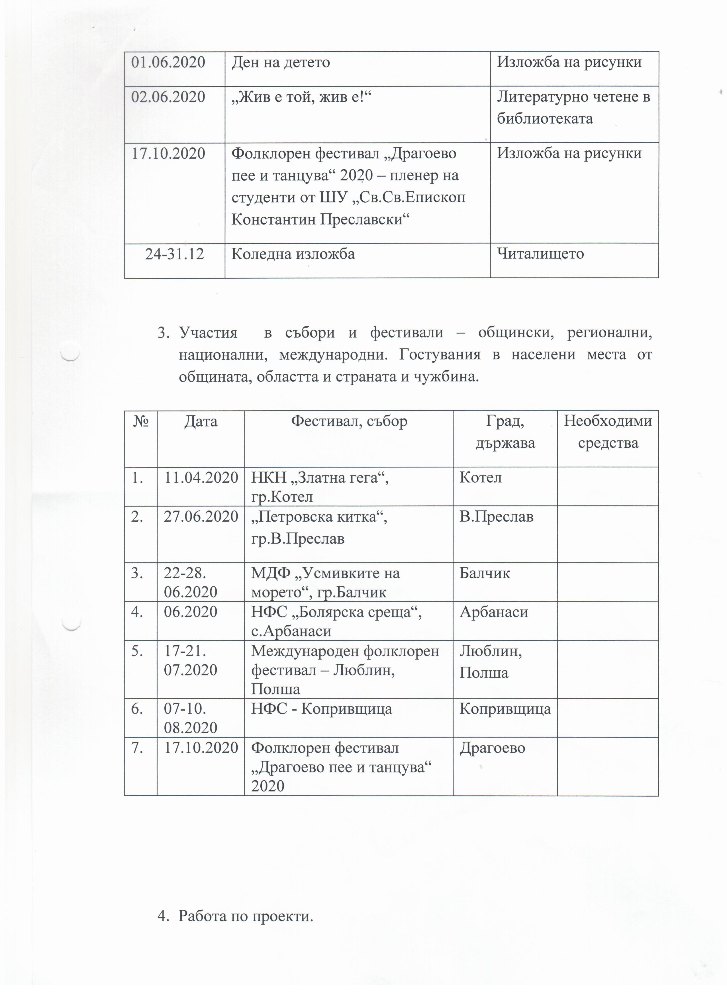 01.06.2020 Ден на детето Изложба на рисунки
02.06.2020 „Жив е той, жив е!“ Литературно четене в
библиотеката
17.10.2020 Фолклорен фестивал „Драгоево Изложба на рисунки
пее и танцува“ 2020 – пленер на
студенти от ШУ „Св.Св.Епископ
Константин Преславски“
24-31.12 Коледна изложба Читалището
3. Участия в събори и фестивали – общински, регионални,
национални, международни. Гостувания в населени места от
общината, областта и страната и чужбина.
№ Дата Фестивал, събор Град, Необходими
държава средства
1. 11.04.2020 НКН „Златна гега“, Котел
гр.Котел
2. 27.06.2020 „Петровска китка“, В.Преслав
гр.В.Преслав
3. 22-28. МДФ „Усмивките на Балчик
06.2020 морето“, гр.Балчик
4. 06.2020 НФС „Болярска среща“, Арбанаси
с.Арбанаси
5. 17-21. Международен фолклорен Люблин,
07.2020 фестивал – Люблин, Полша
Полша
6. 07-10. НФС - Копривщица Копривщица
08.2020
7. 17.10.2020 Фолклорен фестивал Драгоево
„Драгоево пее и танцува“
2020
4. Работа по проекти.